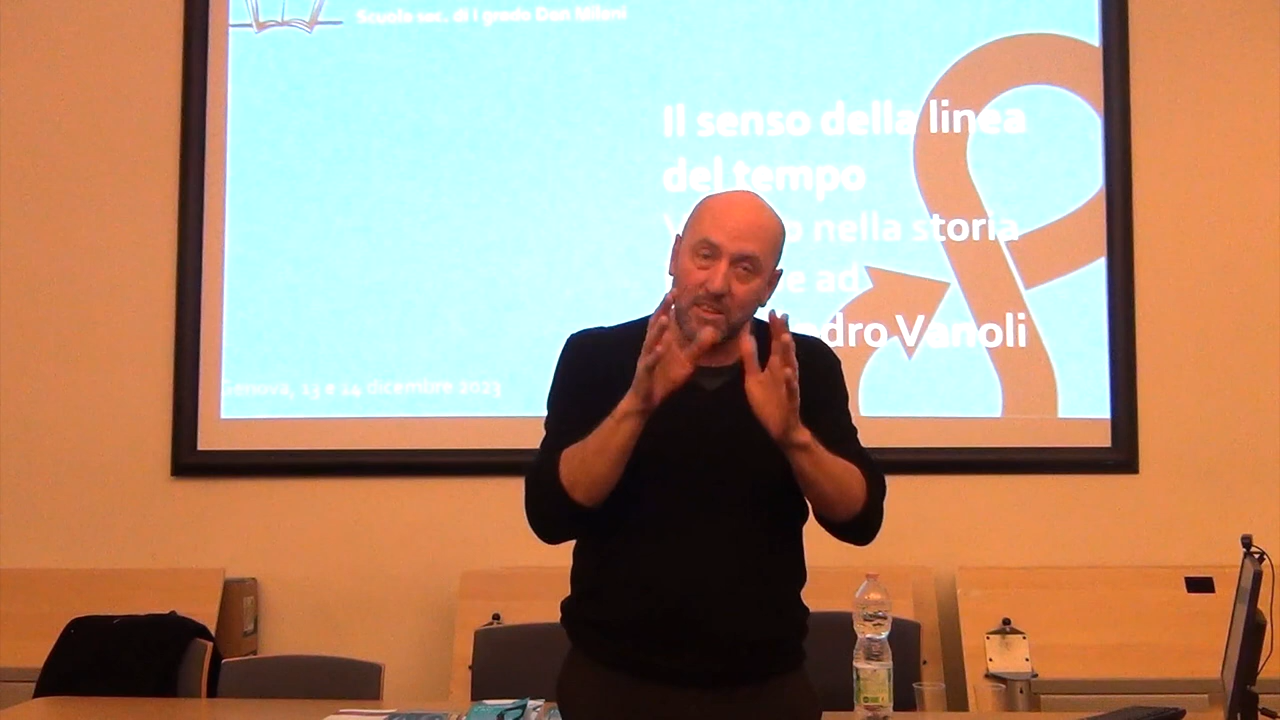 Scuola sec. di I grado Don Milani
Il senso della linea
del tempo
nella storia
e ad
Vanoli
Genova, 13 e 14 dicembre 2023